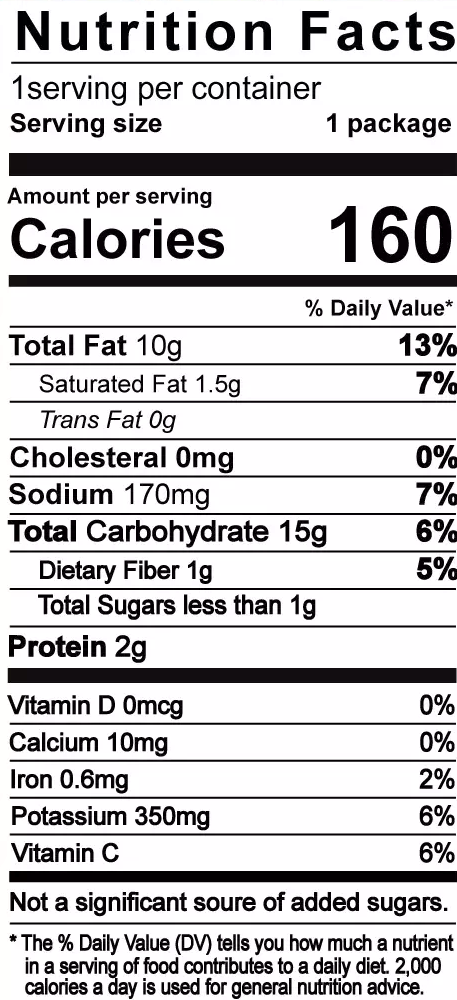 Nutrition Facts
1serving per container
Serving size 1 package
Amount per serving
Calories 160
% Daily Value*
Total Fat 10g 13%
Saturated Fat 1.5g 7%
Trans Fat 0g
Cholesteral 0mg 0%
Sodium 170mg 7%
Total Carbohydrate 15g 6%
Dietary Fiber 1g 5%
Total Sugars less than 1g
Protein 2g
Vitamin D 0mcg 0%
Calcium 10mg 0%
Iron 0.6mg 2%
Potassium 350mg 6%
Vitamin C 6%
Not a significant soure of added sugars.
* The % Daily Value (DV) tells you how much a nutrient
in a serving of food contributes to a daily diet. 2,000
calories a day is used for general nutrition advice.